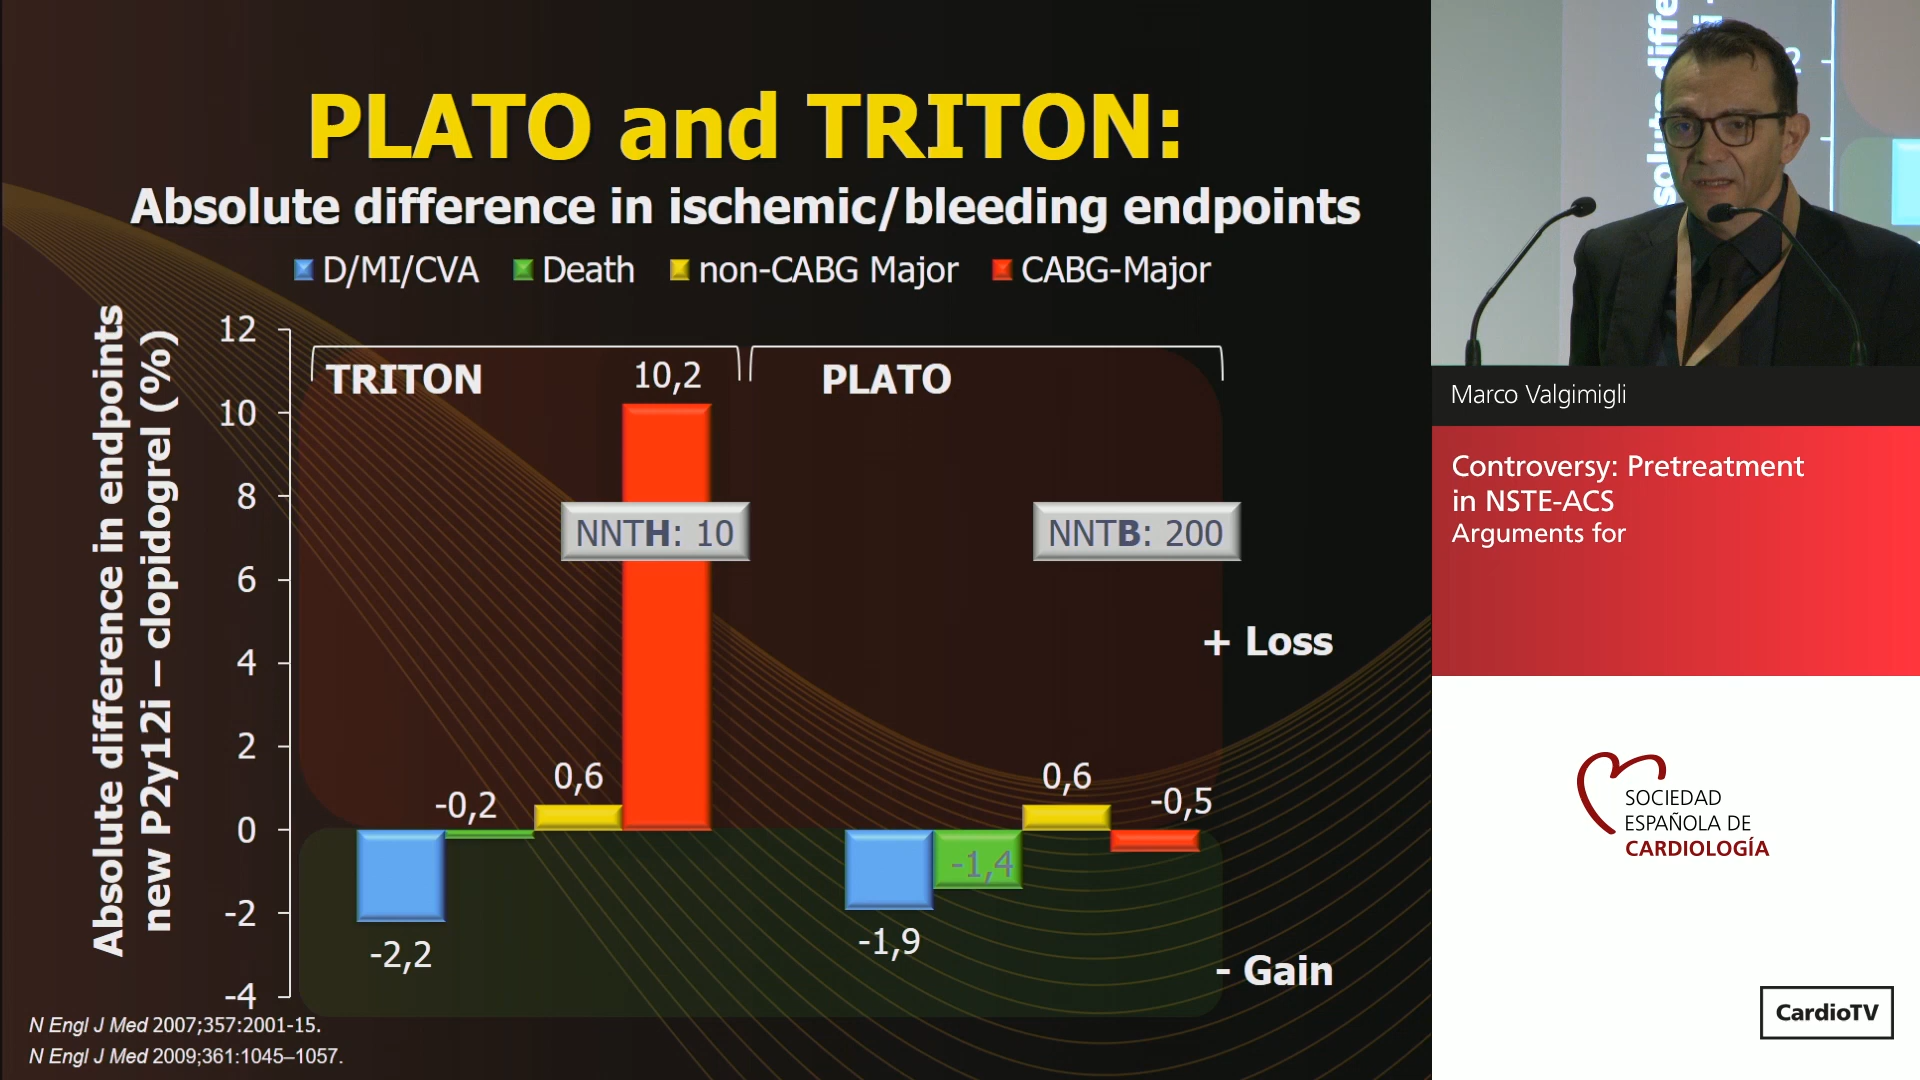 PLATO and TRITON:
Absolute difference in ischemic/bleeding endpoints
D/MI/CVA Death non-CABG Major CABG-Major
Absolute difference in endpoints
new P2y12i – clopidogrel (%)
12
10
8
6
4
2
0
-2
-4
TRITON
10,2
PLATO
NNTH: 10
NNTB: 200
+ Loss
-0,2
0,6
0,6
-0,5
-1,4
-2,2
-1,9
- Gain
N Engl J Med 2007;357:2001-15.
N Engl J Med 2009;361:1045–1057.
Marco Valgimigli
Controversy: Pretreatment
in NSTE-ACS
Arguments for
SOCIEDAD
ESPAÑOLA DE
CARDIOLOGÍA
CardioTV